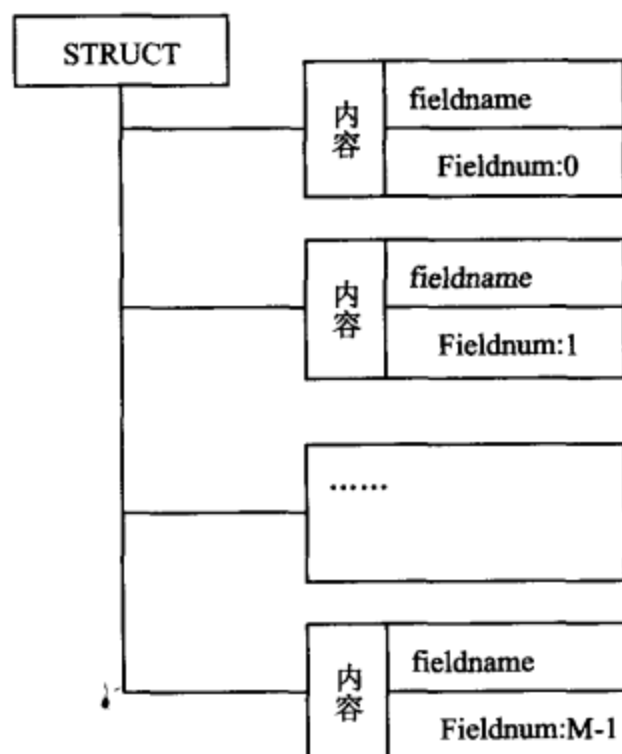 STRUCT
内容
fieldname
Fieldnum:0
内容
fieldname
Fieldnum:1
......
内容
fieldname
Fieldnum:M-1